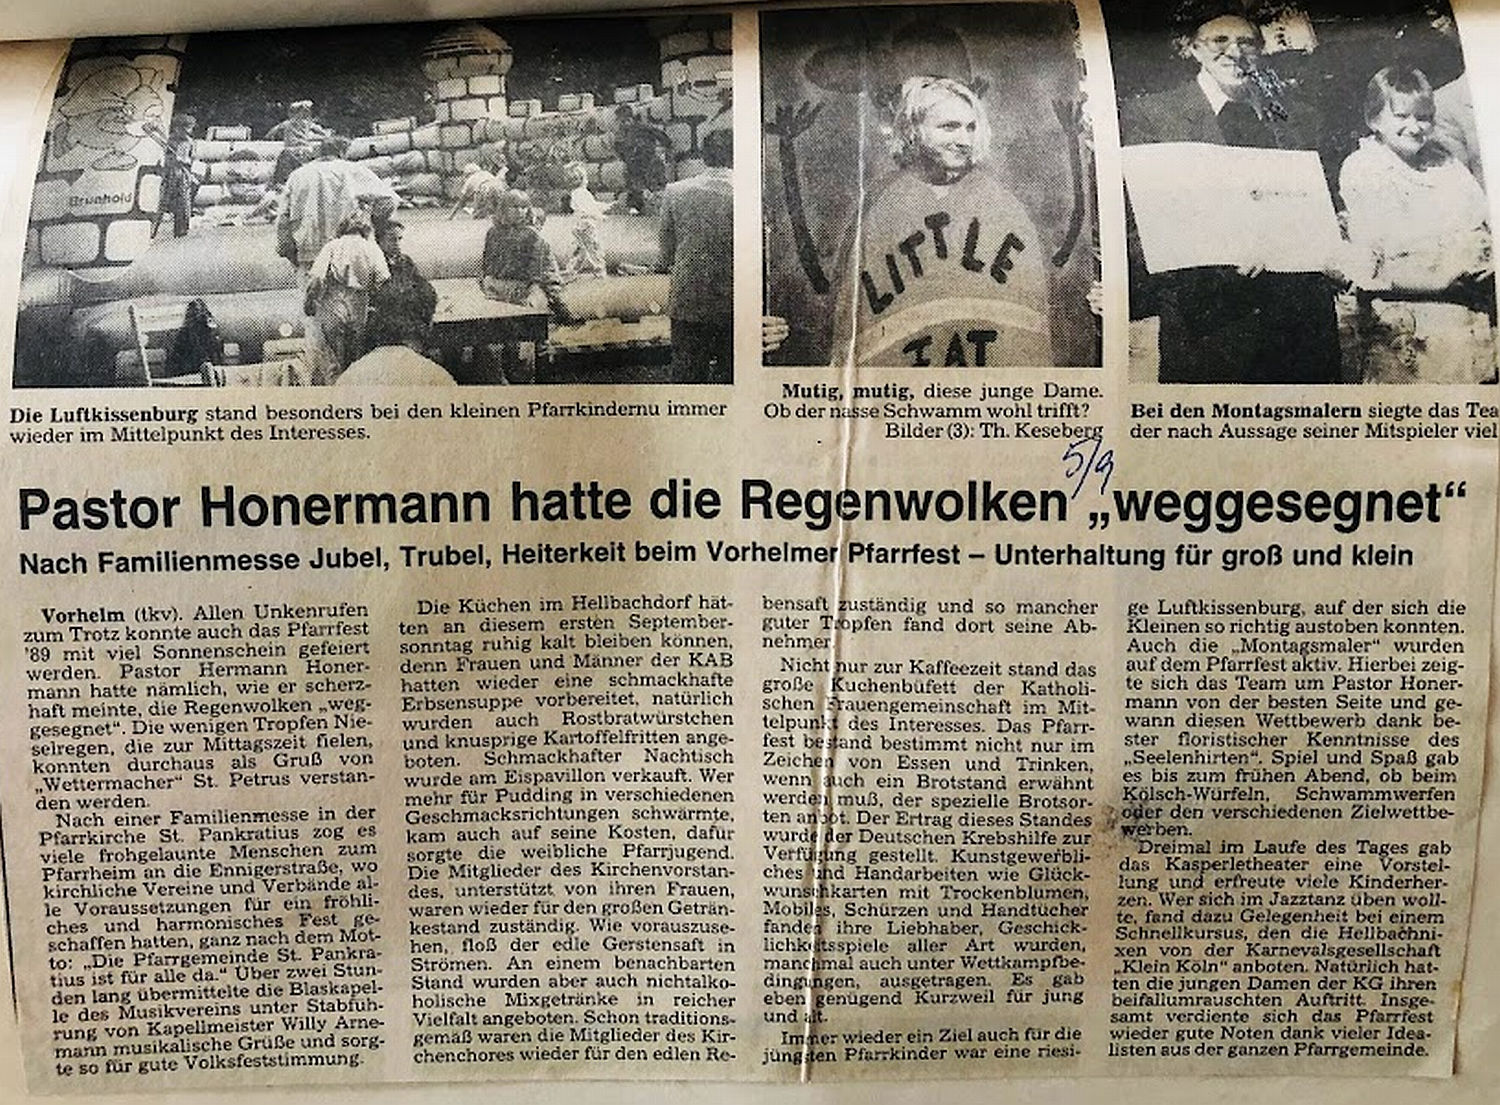 Brunhold
LITTLE
EAT
Die Luftkissenburg stand besonders bei den kleinen Pfarrkindernu immer
wieder im Mittelpunkt des Interesses.
Mutig, mutig, diese junge Dame.
Ob der nasse Schwamm wohl trifft?
Bilder (3): Th. Keseberg
Bei den Montagsmalern siegte das Tea
der nach Aussage seiner Mitspieler viel
5/9
Pastor Honermann hatte die Regenwolken „weggesegnet“
Nach Familienmesse Jubel, Trubel, Heiterkeit beim Vorhelmer Pfarrfest – Unterhaltung für groß und klein
Vorhelm (tkv). Allen Unkenrufen
zum Trotz konnte auch das Pfarrfest
'89 mit viel Sonnenschein gefeiert
werden. Pastor Hermann Honer-
mann hatte nämlich, wie er scherz-
haft meinte, die Regenwolken „weg-
gesegnet“. Die wenigen Tropfen Nie-
selregen, die zur Mittagszeit fielen,
konnten durchaus als Gruß von
„Wettermacher“ St. Petrus verstan-
den werden.
Nach einer Familienmesse in der
Pfarrkirche St. Pankratius zog es
viele frohgelaunte Menschen zum
Pfarrheim an die Ennigerstraße, wo
kirchliche Vereine und Verbände al-
le Voraussetzungen für ein fröhli-
ches und harmonisches Fest ge-
schaffen hatten, ganz nach dem Mot-
to: „Die Pfarrgemeinde St. Pankra-
tius ist für alle da.“ Über zwei Stun-
den lang übermittelte die Blaskapel-
le des Musikvereins unter Stabfüh-
rung von Kapellmeister Willy Arne-
mann musikalische Grüße und sorg-
te so für gute Volksfeststimmung.
Die Küchen im Hellbachdorf hät-
ten an diesem ersten September-
sonntag ruhig kalt bleiben können,
denn Frauen und Männer der KAB
hatten wieder eine schmackhafte
Erbsensuppe vorbereitet, natürlich
wurden auch Rostbratwürstchen
und knusprige Kartoffelfritten ange-
boten. Schmackhafter Nachtisch
wurde am Eispavillon verkauft. Wer
mehr für Pudding in verschiedenen
Geschmacksrichtungen schwärmte,
kam auch auf seine Kosten, dafür
sorgte die weibliche Pfarrjugend.
Die Mitglieder des Kirchenvorstan-
des, unterstützt von ihren Frauen,
waren wieder für den großen Geträn-
kestand zuständig. Wie vorauszuse-
hen, floß der edle Gerstensaft in
Strömen. An einem benachbarten
Stand wurden aber auch nichtalko-
holische Mixgetränke in reicher
Vielfalt angeboten. Schon traditions-
gemäß waren die Mitglieder des Kir-
chenchores wieder für den edlen Re-
bensaft zuständig und so mancher
guter Tropfen fand dort seine Ab-
nehmer.
Nicht nur zur Kaffeezeit stand das
große Kuchenbüfett der Katholi-
schen Frauengemeinschaft im Mit-
telpunkt des Interesses. Das Pfarr-
fest bestand bestimmt nicht nur im
Zeichen von Essen und Trinken,
wenn auch ein Brotstand erwähnt
werden muß, der spezielle Brotsor-
ten anbot. Der Ertrag dieses Standes
wurde der Deutschen Krebshilfe zur
Verfügung gestellt. Kunstgewerbli-
ches und Handarbeiten wie Glück-
wunschkarten mit Trockenblumen,
Mobiles, Schürzen und Handtücher
fanden ihre Liebhaber, Geschick-
lichkeitsspiele aller Art wurden,
manchmal auch unter Wettkampfbe-
dingungen, ausgetragen. Es gab
eben genügend Kurzweil für jung
und alt.
Immer wieder ein Ziel auch für die
jüngsten Pfarrkinder war eine riesi-
ge Luftkissenburg, auf der sich die
Kleinen so richtig austoben konnten.
Auch die „Montagsmaler“ wurden
auf dem Pfarrfest aktiv. Hierbei zeig-
te sich das Team um Pastor Honer-
mann von der besten Seite und ge-
wann diesen Wettbewerb dank be-
ster floristischer Kenntnisse des
„Seelenhirten“. Spiel und Spaß gab
es bis zum frühen Abend, ob beim
Kölsch-Würfeln, Schwammwerfen
oder den verschiedenen Zielwettbe-
werben.
Dreimal im Laufe des Tages gab
das Kasperletheater eine Vorstel-
lung und erfreute viele Kinderher-
zen. Wer sich im Jazztanz üben woll-
te, fand dazu Gelegenheit bei einem
Schnellkursus, den die Hellbachni-
xen von der Karnevalsgesellschaft
„Klein Köln“ anboten. Natürlich hat-
ten die jungen Damen der KG ihren
beifallumrauschten Auftritt. Insge-
samt verdiente sich das Pfarrfest
wieder gute Noten dank vieler Idea-
listen aus der ganzen Pfarrgemeinde.